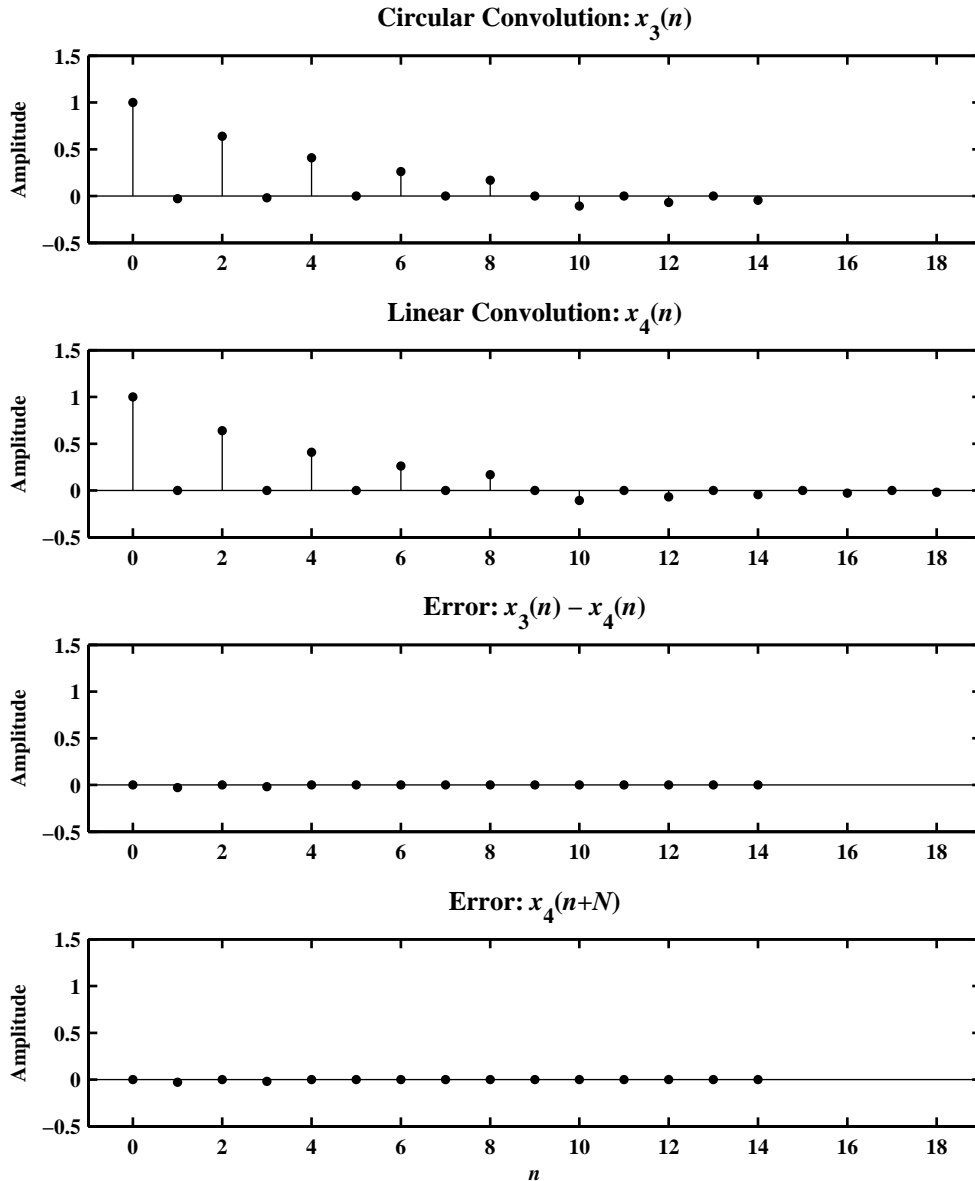 Circular Convolution: x3(n)
Amplitude
1.5
1
0.5
0
−0.5
0 2 4 6 8 10 12 14 16 18
Linear Convolution: x4(n)
Amplitude
1.5
1
0.5
0
−0.5
0 2 4 6 8 10 12 14 16 18
Error: x3(n) − x4(n)
Amplitude
1.5
1
0.5
0
−0.5
0 2 4 6 8 10 12 14 16 18
Error: x4(n+N)
Amplitude
1.5
1
0.5
0
−0.5
0 2 4 6 8 10 12 14 16 18
n